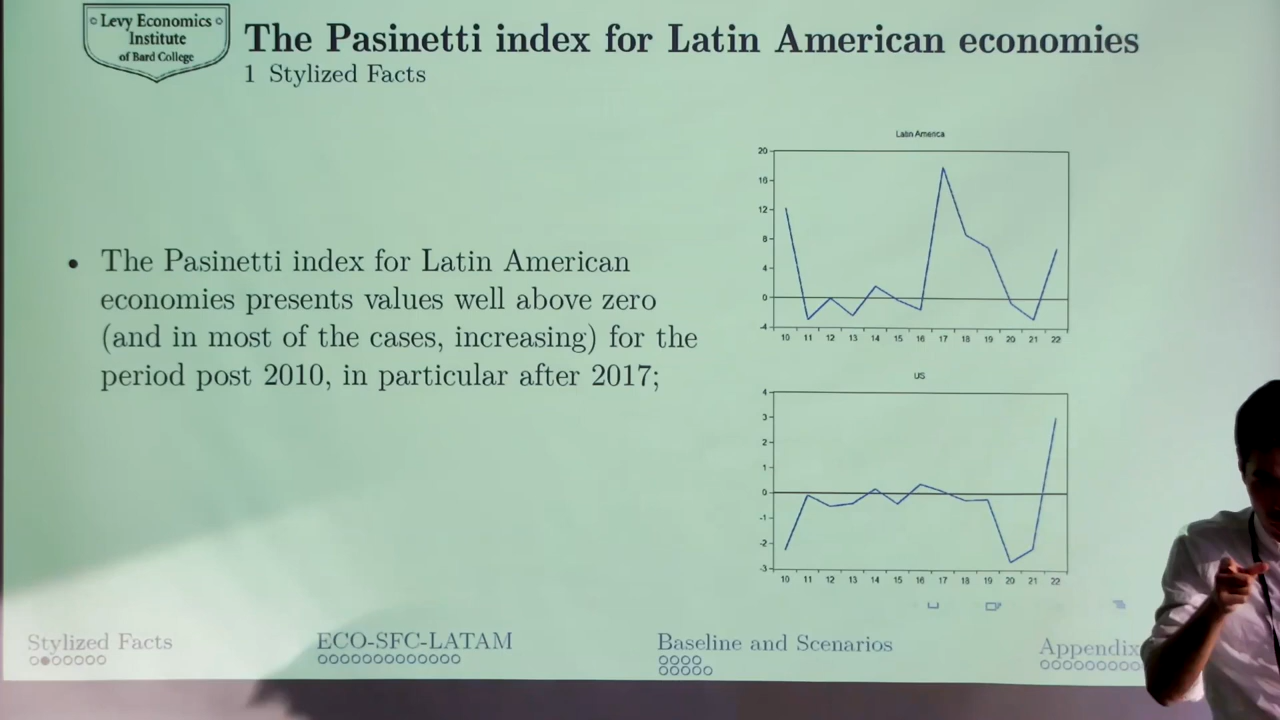 Levy Economics
Institute
of Bard College
The Pasinetti index for Latin American economies
1 Stylized Facts
• The Pasinetti index for Latin American
economies presents values well above zero
(and in most of the cases, increasing) for the
period post 2010, in particular after 2017;
Latin America
20
16
12
8
4
0
-4
10 11 12 13 14 15 16 17 18 19 20 21 22
US
4
3
2
1
0
-1
-2
-3
10 11 12 13 14 15 16 17 18 19 20 21 22
Stylized Facts
ECO-SFC-LATAM
Baseline and Scenarios
Appendix